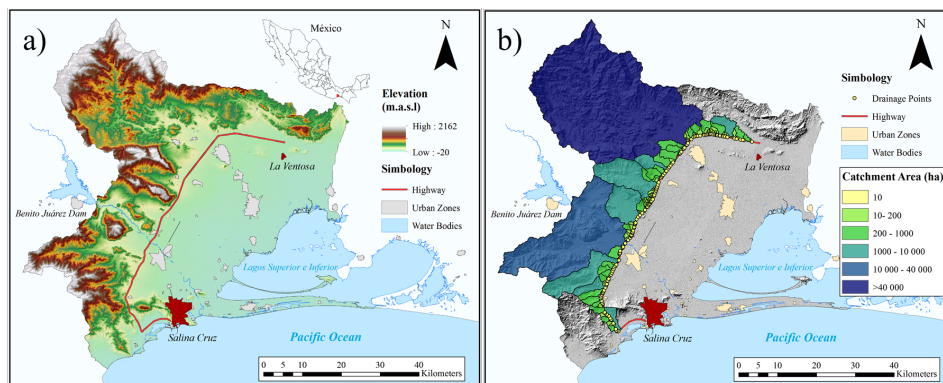 a)
México
N
Elevation
(m.a.s.l)
High : 2162
Low : -20
Simbology
Highway
Urban Zones
Water Bodies
La Ventosa
Benito Juárez Dam
Lagos Superior e Inferior
Salina Cruz
Pacific Ocean
0 5 10 20 30 40
Kilometers
b)
N
Simbology
Drainage Points
Highway
Urban Zones
Water Bodies
Catchment Area (ha)
10
10- 200
200 - 1000
1000 - 10 000
10 000 - 40 000
>40 000
La Ventosa
Benito Juárez Dam
Lagos Superior e Inferior
Salina Cruz
Pacific Ocean
0 5 10 20 30 40
Kilometers